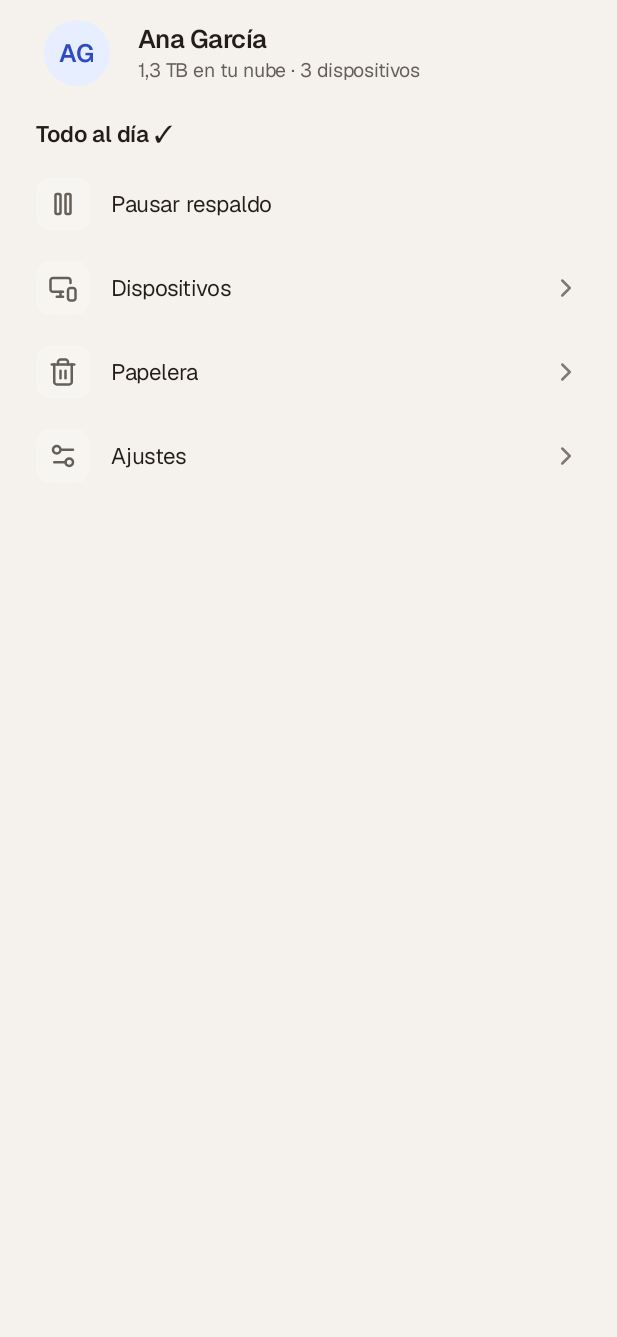 AG
Ana García
1,3 TB en tu nube · 3 dispositivos
Todo al día ✓
Pausar respaldo
Dispositivos
Papelera
Ajustes